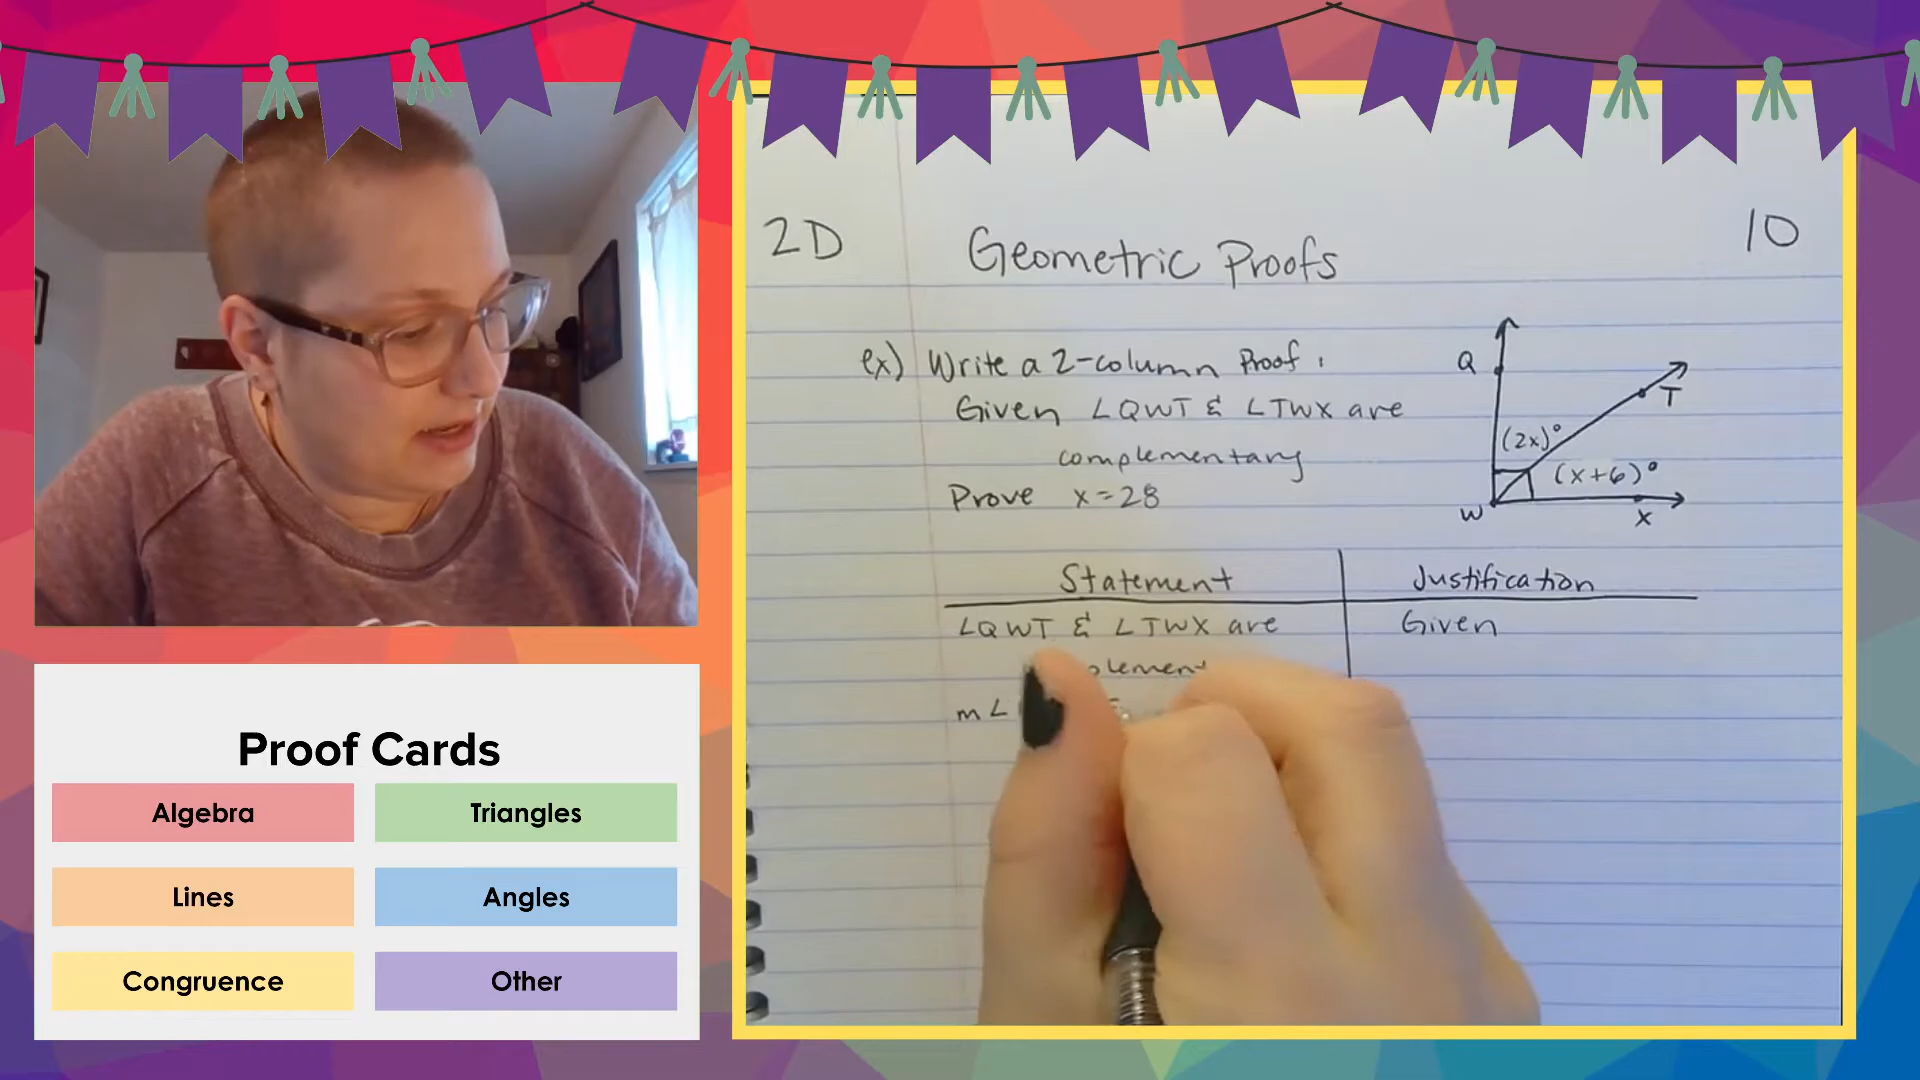 2D
Geometric Proofs
10
ex) Write a 2-column Proof.
Given ∠QWT & ∠TWX are
complementary
Prove x=28
Q
T
(2x)°
(x+6)°
W
X
Statement
Justification
∠QWT & ∠TWX are
Given
m∠
Proof Cards
Algebra
Triangles
Lines
Angles
Congruence
Other